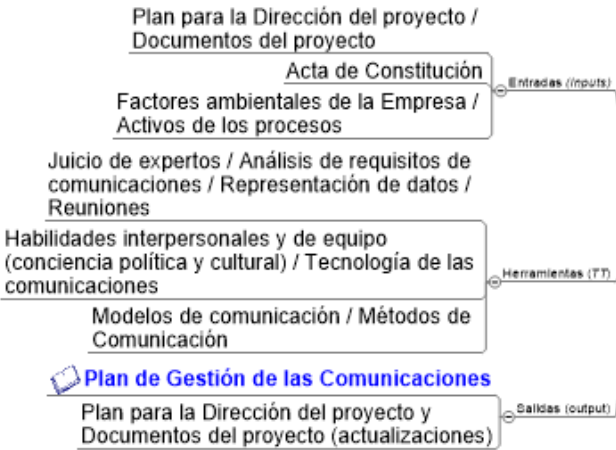 Plan para la Dirección del proyecto /
Documentos del proyecto
Acta de Constitución
Entradas (inputs)
Factores ambientales de la Empresa /
Activos de los procesos
Juicio de expertos / Análisis de requisitos de
comunicaciones / Representación de datos /
Reuniones
Habilidades interpersonales y de equipo
(conciencia política y cultural) / Tecnología de las
comunicaciones
Herramientas (TT)
Modelos de comunicación / Métodos de
Comunicación
Plan de Gestión de las Comunicaciones
Salidas (output)
Plan para la Dirección del proyecto y
Documentos del proyecto (actualizaciones)